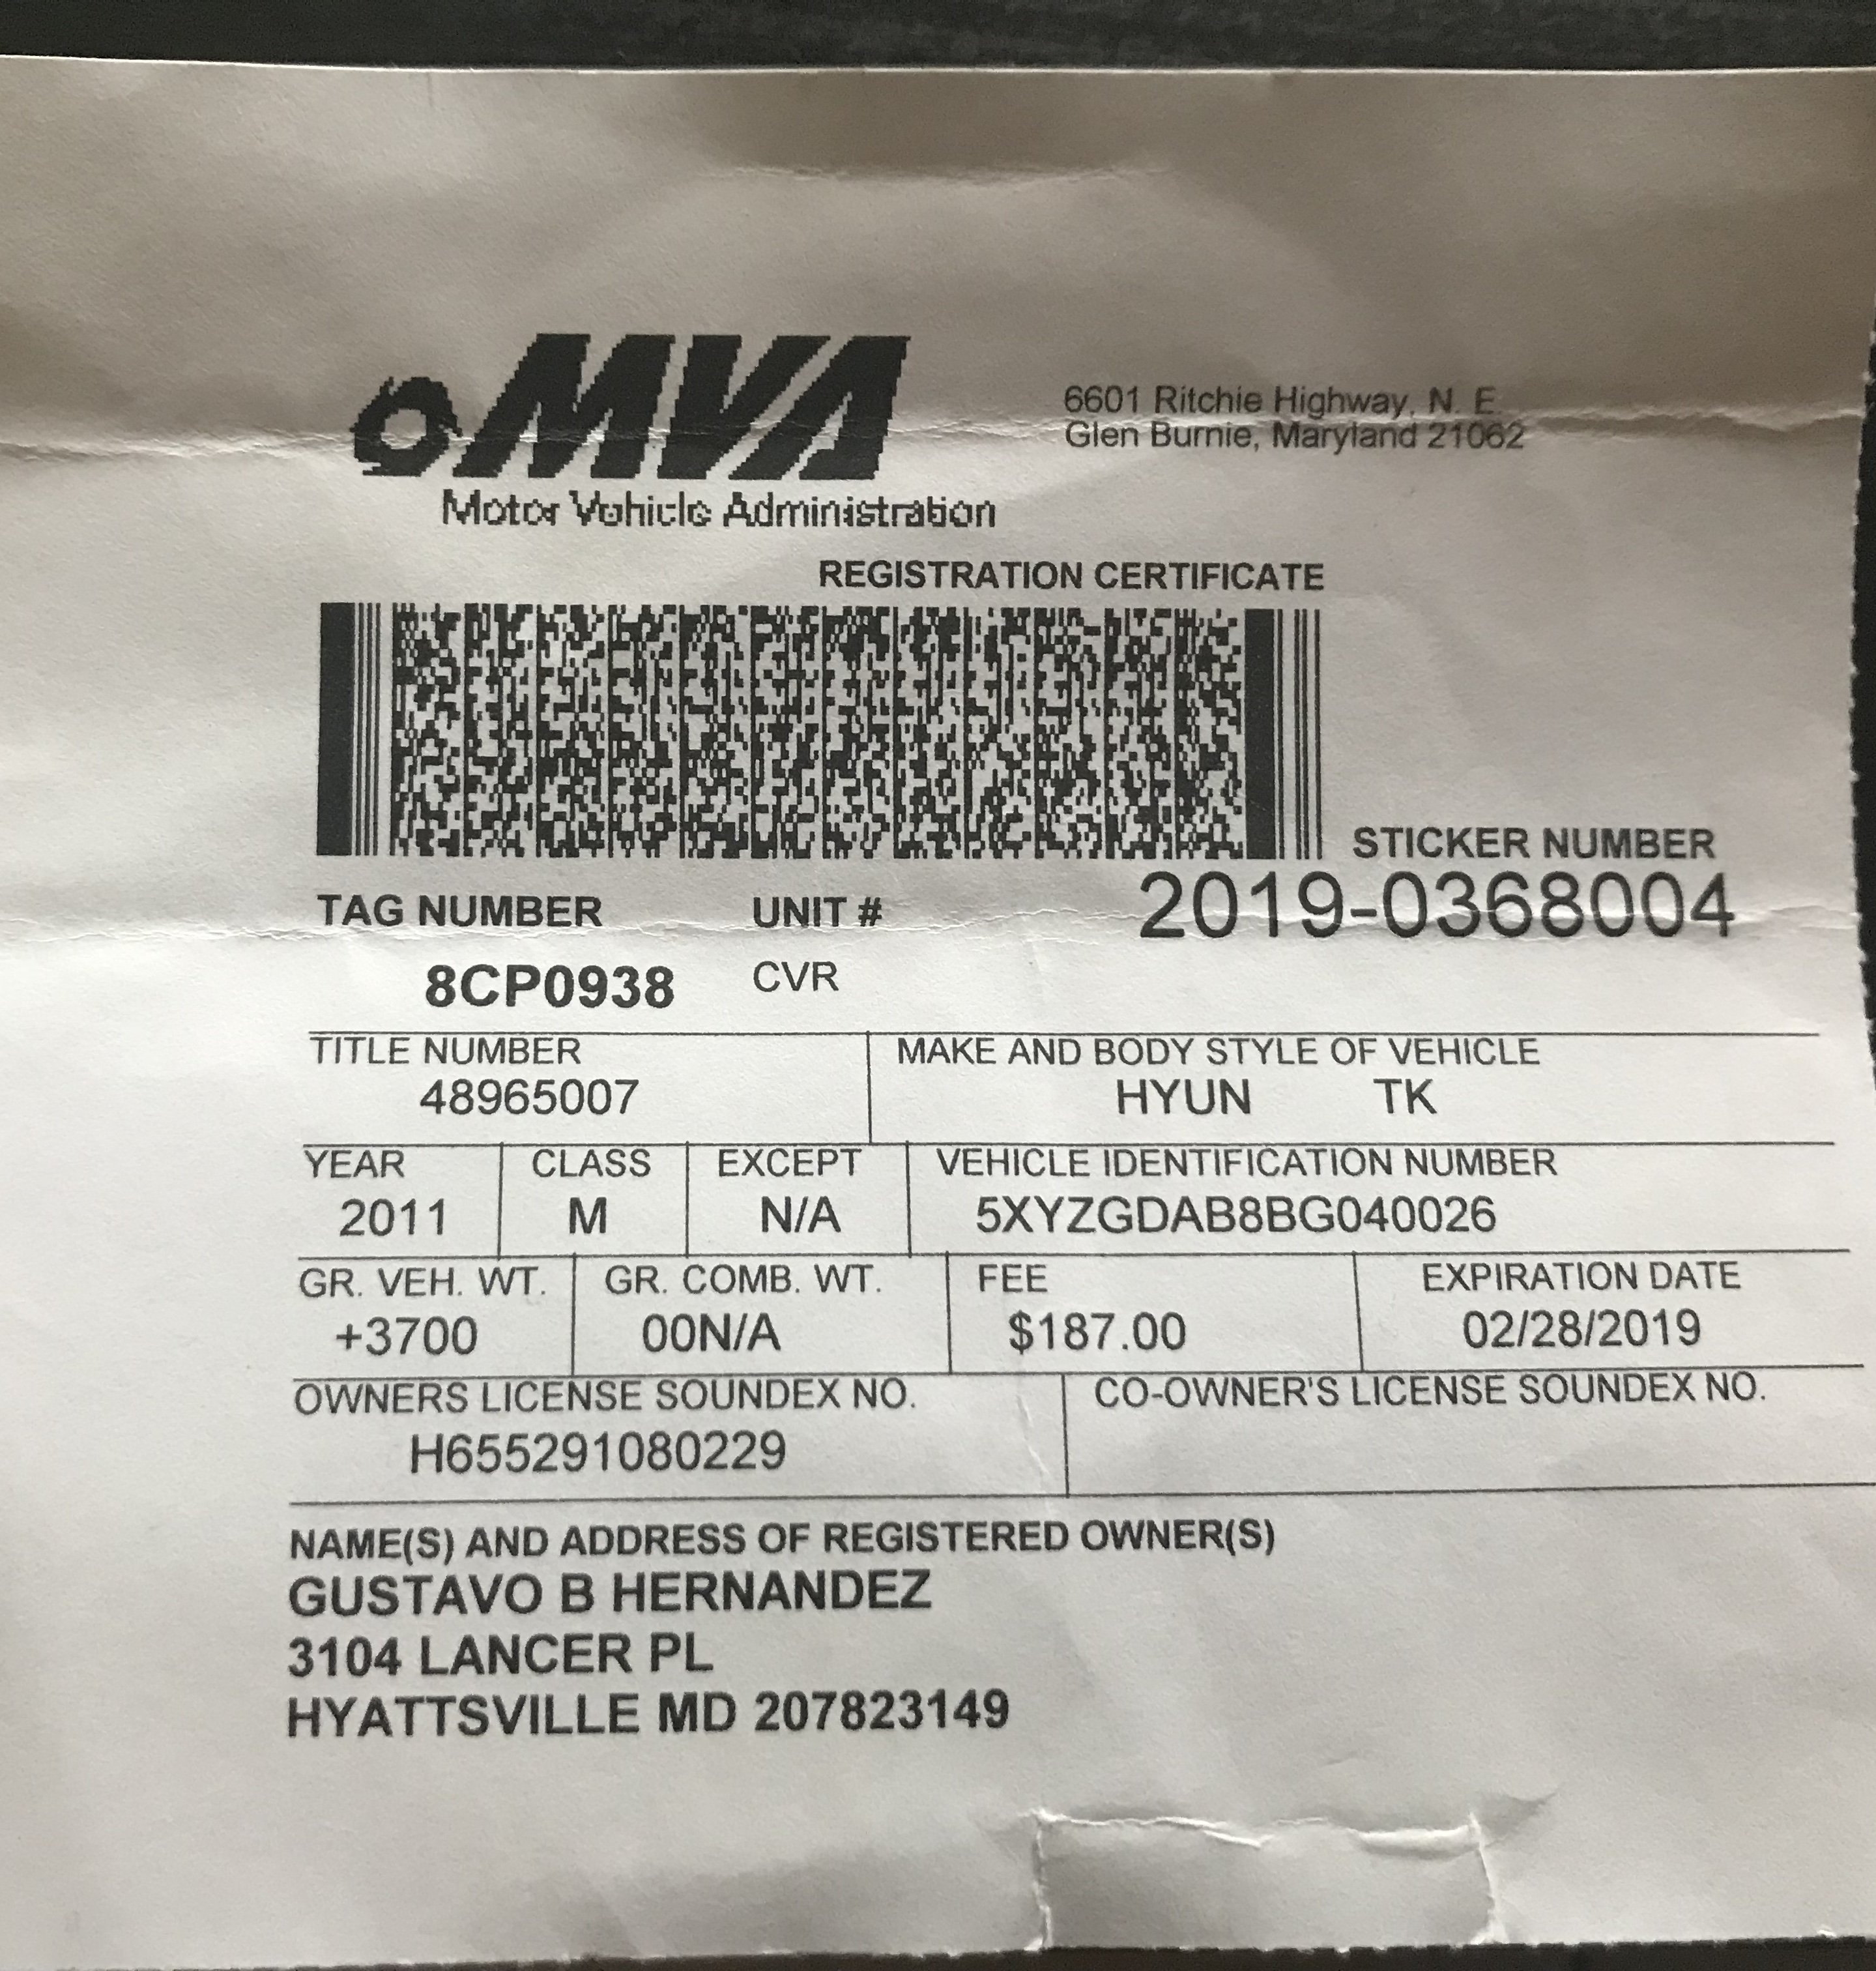 MVA
Motor Vehicle Administration
6601 Ritchie Highway, N. E.
Glen Burnie, Maryland 21062
REGISTRATION CERTIFICATE
STICKER NUMBER
2019-0368004
TAG NUMBER UNIT #
8CP0938 CVR
TITLE NUMBER MAKE AND BODY STYLE OF VEHICLE
48965007 HYUN TK
YEAR CLASS EXCEPT VEHICLE IDENTIFICATION NUMBER
2011 M N/A 5XYZGDAB8BG040026
GR. VEH. WT. GR. COMB. WT. FEE EXPIRATION DATE
+3700 00N/A $187.00 02/28/2019
OWNERS LICENSE SOUNDEX NO. CO-OWNER'S LICENSE SOUNDEX NO.
H655291080229
NAME(S) AND ADDRESS OF REGISTERED OWNER(S)
GUSTAVO B HERNANDEZ
3104 LANCER PL
HYATTSVILLE MD 207823149